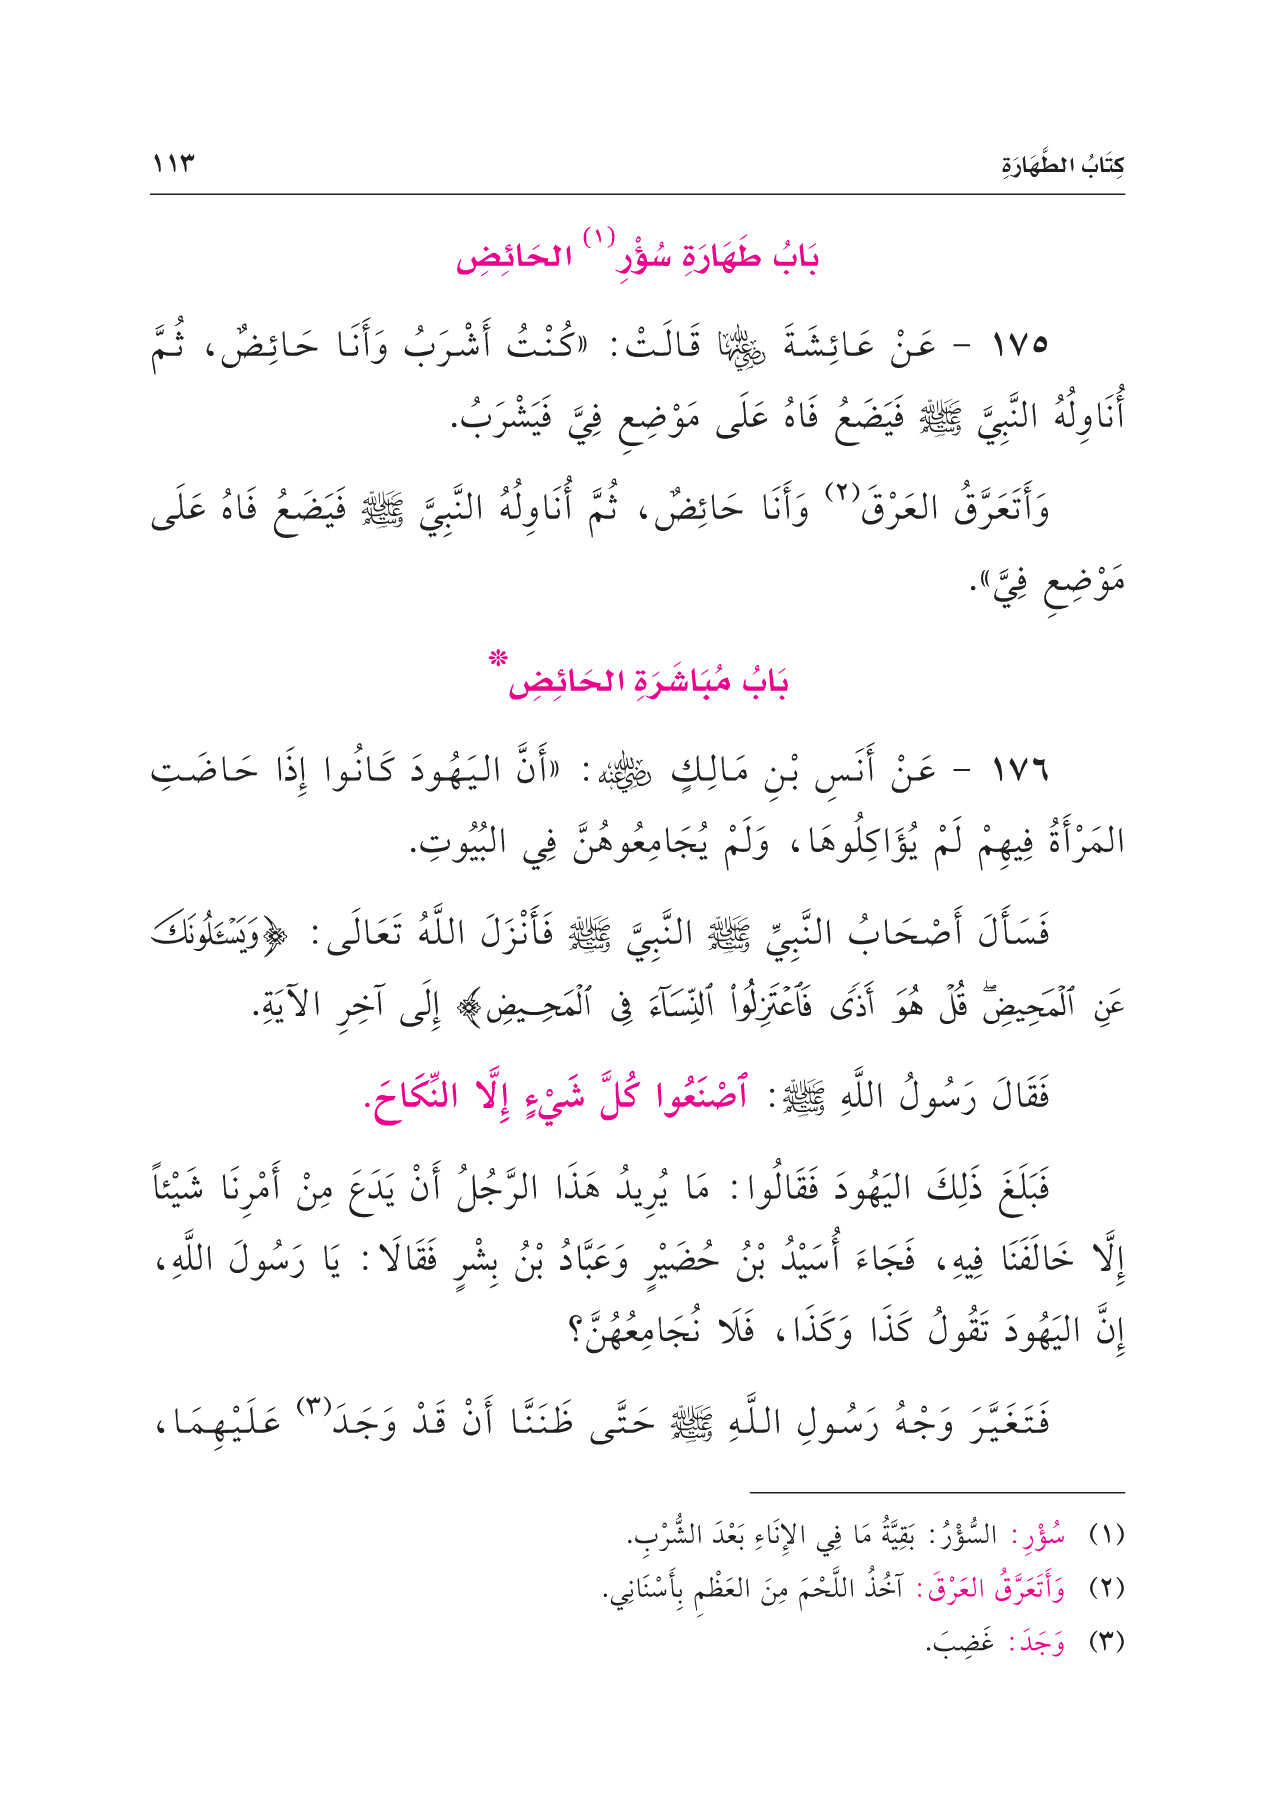 كِتَابُ الطَّهَارَةِ ١١٣
بَابُ طَهَارَةِ سُؤْرِ(١) الحَائِضِ
١٧٥ - عَنْ عَائِشَةَ رضي الله عنها قَالَتْ: «كُنْتُ أَشْرَبُ وَأَنَا حَائِضٌ، ثُمَّ
أُنَاوِلُهُ النَّبِيَّ ﷺ فَيَضَعُ فَاهُ عَلَى مَوْضِعِ فِيَّ فَيَشْرَبُ.
وَأَتَعَرَّقُ العَرْقَ(٢) وَأَنَا حَائِضٌ، ثُمَّ أُنَاوِلُهُ النَّبِيَّ ﷺ فَيَضَعُ فَاهُ عَلَى
مَوْضِعِ فِيَّ».
بَابُ مُبَاشَرَةِ الحَائِضِ*
١٧٦ - عَنْ أَنَسِ بْنِ مَالِكٍ رضي الله عنه: «أَنَّ اليَهُودَ كَانُوا إِذَا حَاضَتِ
المَرْأَةُ فِيهِمْ لَمْ يُؤَاكِلُوهَا، وَلَمْ يُجَامِعُوهُنَّ فِي البُيُوتِ.
فَسَأَلَ أَصْحَابُ النَّبِيِّ ﷺ النَّبِيَّ ﷺ فَأَنْزَلَ اللَّهُ تَعَالَى: ﴿وَيَسْـَٔلُونَكَ
عَنِ ٱلْمَحِيضِۖ قُلْ هُوَ أَذًى فَٱعْتَزِلُوا۟ ٱلنِّسَآءَ فِى ٱلْمَحِيضِ﴾ إِلَى آخِرِ الآيَةِ.
فَقَالَ رَسُولُ اللَّهِ ﷺ: ٱصْنَعُوا كُلَّ شَيْءٍ إِلَّا النِّكَاحَ.
فَبَلَغَ ذَلِكَ اليَهُودَ فَقَالُوا: مَا يُرِيدُ هَذَا الرَّجُلُ أَنْ يَدَعَ مِنْ أَمْرِنَا شَيْئاً
إِلَّا خَالَفَنَا فِيهِ، فَجَاءَ أُسَيْدُ بْنُ حُضَيْرٍ وَعَبَّادُ بْنُ بِشْرٍ فَقَالَا: يَا رَسُولَ اللَّهِ،
إِنَّ اليَهُودَ تَقُولُ كَذَا وَكَذَا، فَلَا نُجَامِعُهُنَّ؟
فَتَغَيَّرَ وَجْهُ رَسُولِ اللَّهِ ﷺ حَتَّى ظَنَنَّا أَنْ قَدْ وَجَدَ(٣) عَلَيْهِمَا،
(١) سُؤْرِ: السُّؤْرُ: بَقِيَّةُ مَا فِي الإِنَاءِ بَعْدَ الشُّرْبِ.
(٢) وَأَتَعَرَّقُ العَرْقَ: آخُذُ اللَّحْمَ مِنَ العَظْمِ بِأَسْنَانِي.
(٣) وَجَدَ: غَضِبَ.